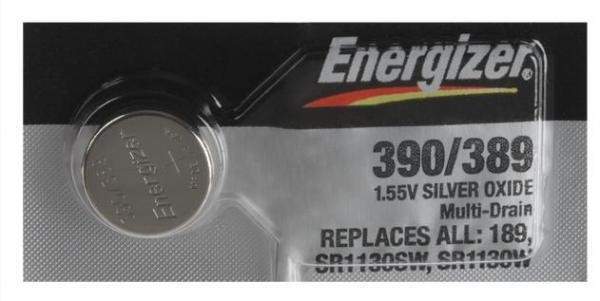 Energizer
390/389
1.55V SILVER OXIDE
Multi-Drain
REPLACES ALL: 189,
SR1130SW, SR1130W
Energizer